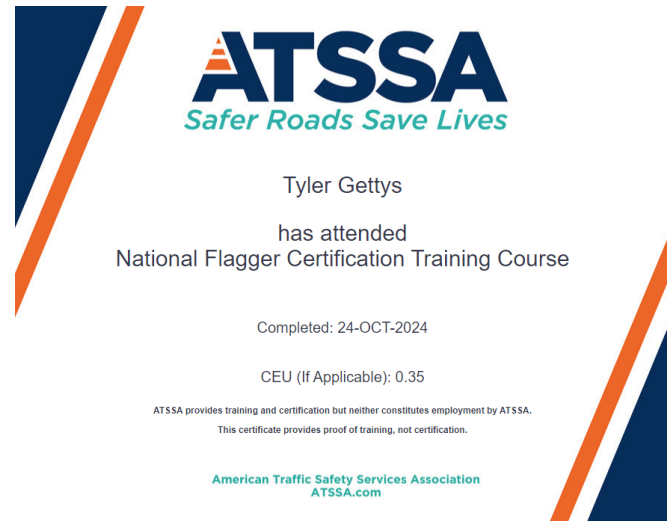 ATSSA
Safer Roads Save Lives
Tyler Gettys
has attended
National Flagger Certification Training Course
Completed: 24-OCT-2024
CEU (If Applicable): 0.35
ATSSA provides training and certification but neither constitutes employment by ATSSA.
This certificate provides proof of training, not certification.
American Traffic Safety Services Association
ATSSA.com